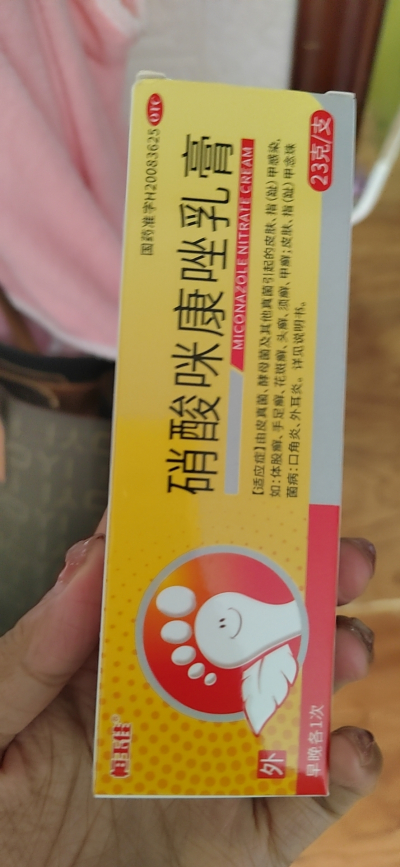 国药准字H20083625
OTC
硝酸咪康唑乳膏
MICONAZOLE NITRATE CREAM
23克/支
【适应症】由皮真菌、酵母菌及其他真菌引起的皮肤、指(趾)甲感染,
如:体股癣、手足癣、花斑癣、头癣、须癣、甲癣;皮肤、指(趾)甲念珠
菌病;口角炎、外耳炎。详见说明书。
外
早晚各1次